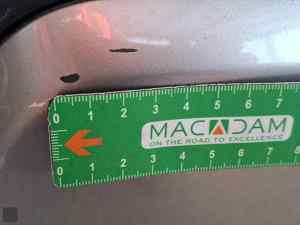 0 1 2 3 4 5 6 7
MACADAM
ON THE ROAD TO EXCELLENCE
0 1 2 3 4 5 6 7 8